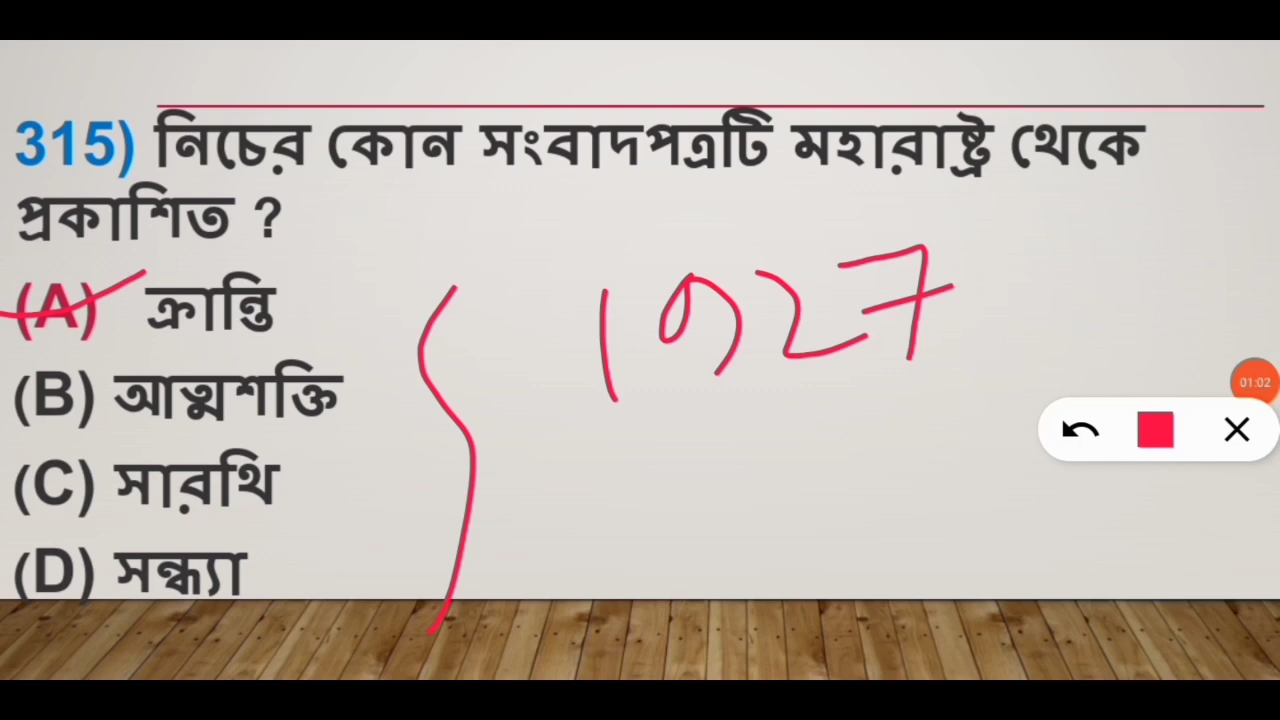 315) নিচের কোন সংবাদপত্রটি মহারাষ্ট্র থেকে
প্রকাশিত ?
(A) ক্রান্তি
(B) আত্মশক্তি
(C) সারথি
(D) সন্ধ্যা
1927
01:02